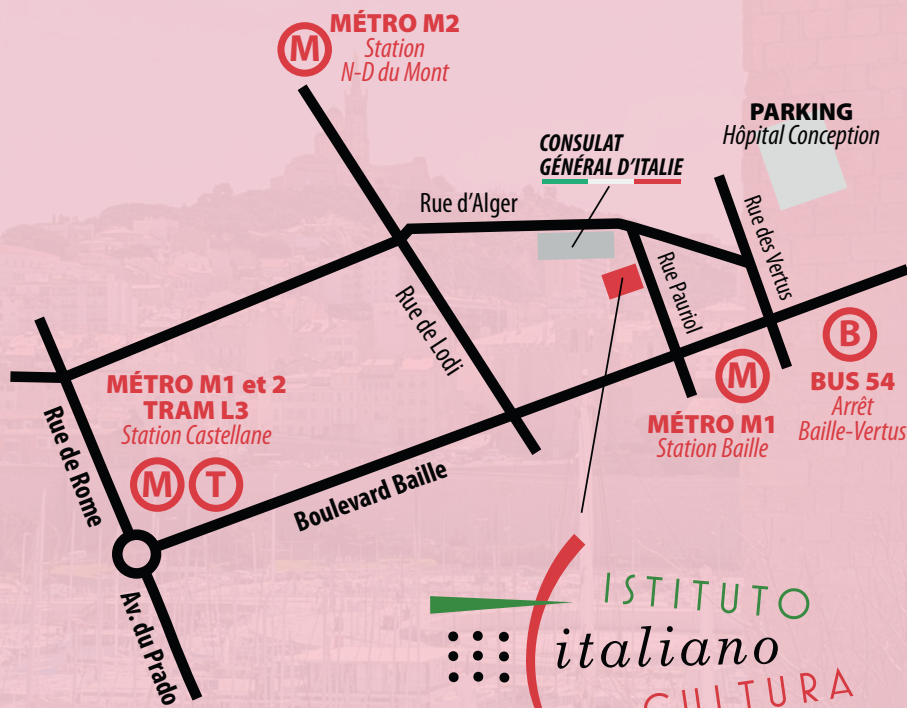 M
MÉTRO M2
Station
N-D du Mont
PARKING
Hôpital Conception
CONSULAT
GÉNÉRAL D'ITALIE
Rue d'Alger
Rue des Vertus
Rue Pauriol
Rue de Lodi
B
BUS 54
Arrêt
Baille-Vertus
M
MÉTRO M1
Station Baille
MÉTRO M1 et 2
TRAM L3
Station Castellane
M T
Rue de Rome
Boulevard Baille
Av. du Prado
ISTITUTO
italiano
CULTURA